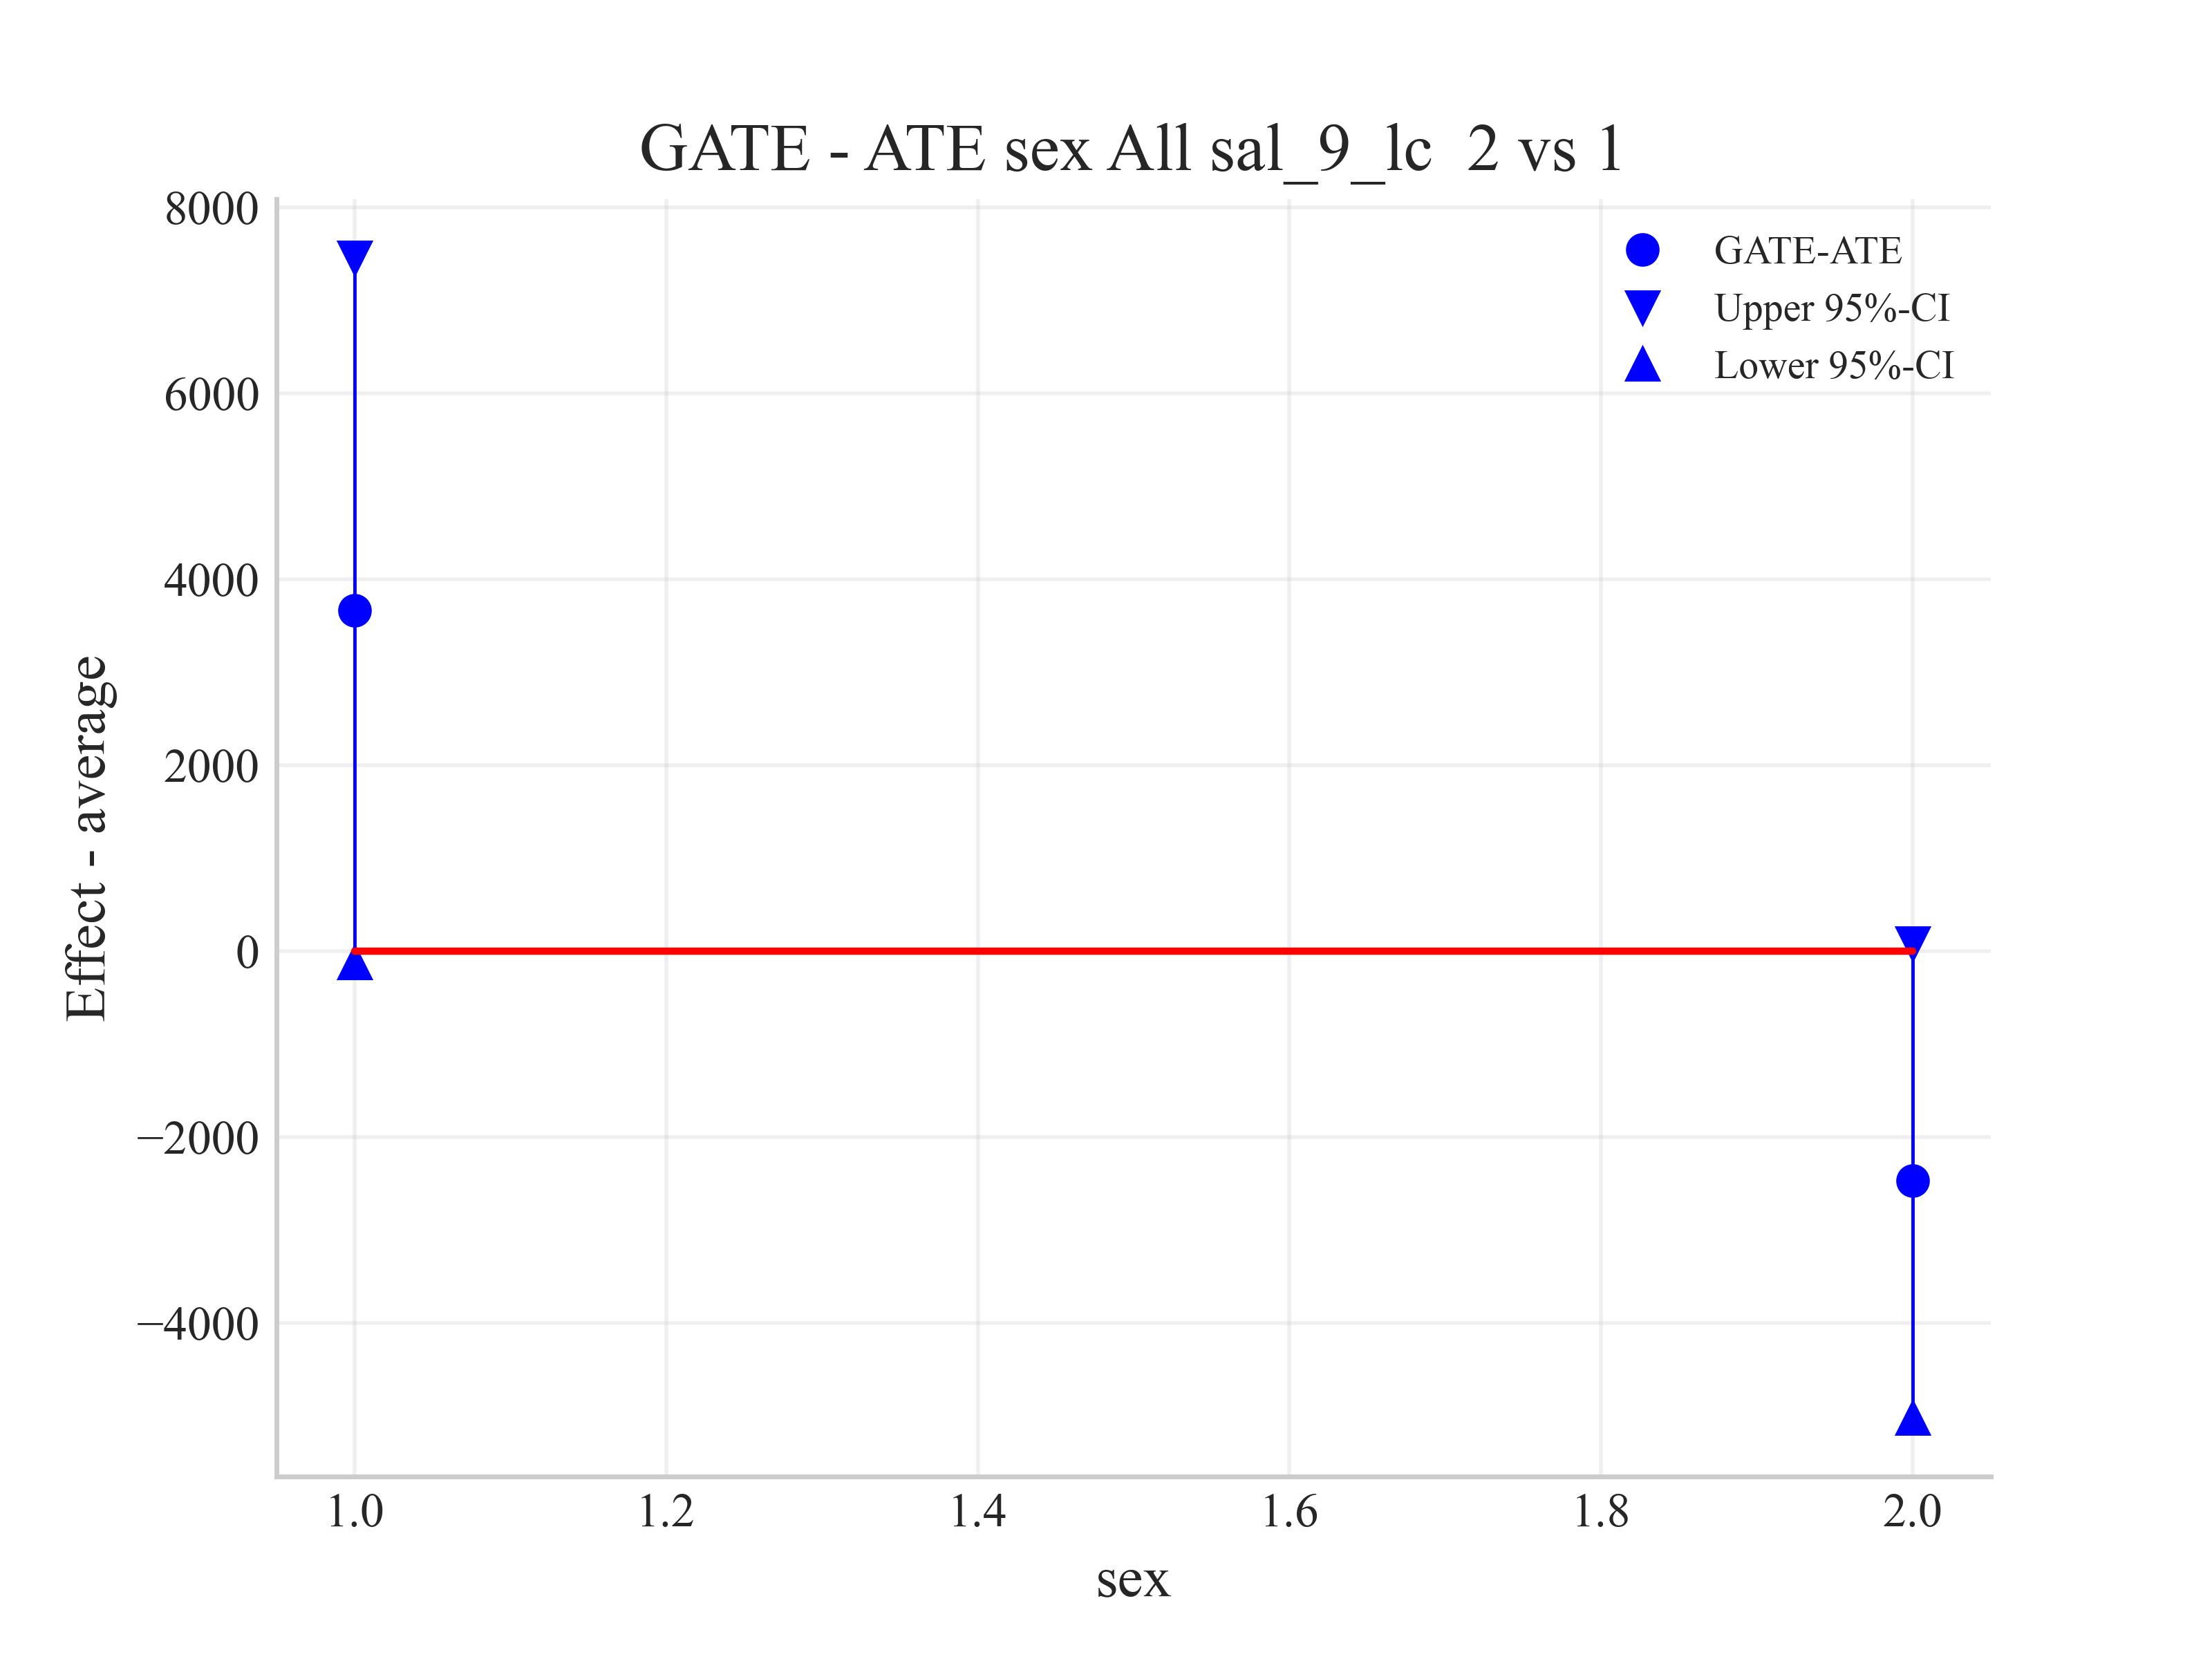 GATE - ATE sex All sal_9_lc 2 vs 1
8000
6000
4000
2000
0
−2000
−4000
Effect - average
GATE-ATE
Upper 95%-CI
Lower 95%-CI
1.0 1.2 1.4 1.6 1.8 2.0
sex